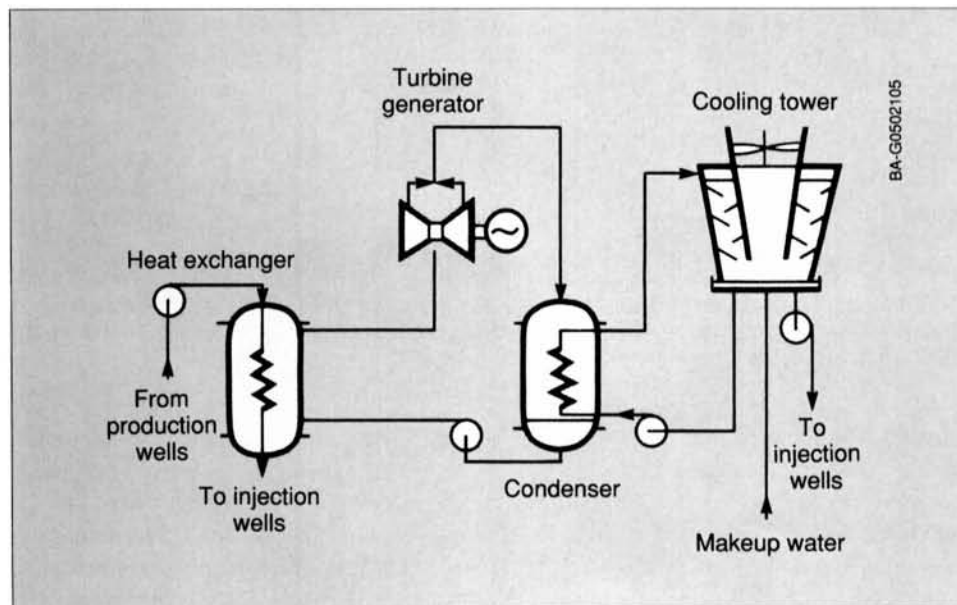 Turbine
generator
Cooling tower
BA-G0502105
Heat exchanger
From
production
wells
To injection
wells
Condenser
To
injection
wells
Makeup water